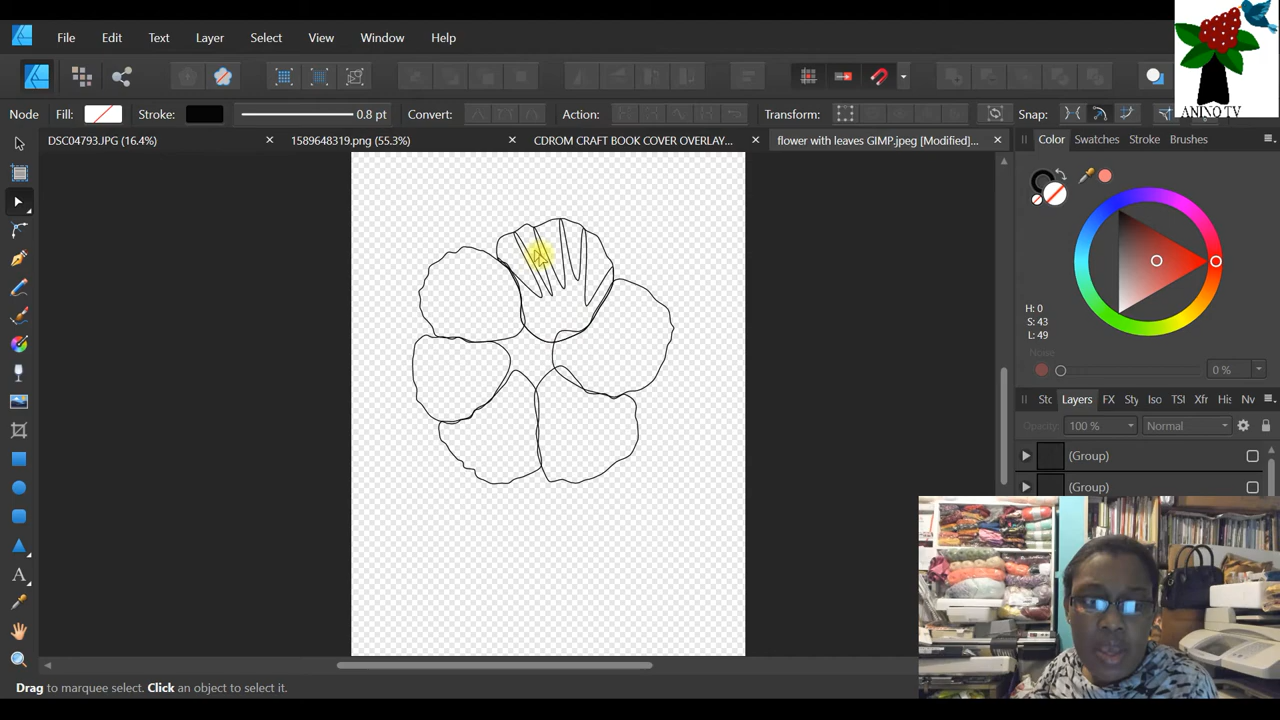 File Edit Text Layer Select View Window Help
ANINO TV
Node Fill: Stroke: 0.8 pt Convert: Action: Transform: Snap:
DSC04793.JPG (16.4%) 1589648319.png (55.3%) CDROM CRAFT BOOK COVER OVERLAY... flower with leaves GIMP.jpeg [Modified]...
Color Swatches Stroke Brushes
H: 0
S: 43
L: 49
None
0 %
Stc Layers FX Sty Iso TSI Xfr His Nv
Opacity: 100 % Normal
(Group)
(Group)
A
Drag to marquee select. Click an object to select it.